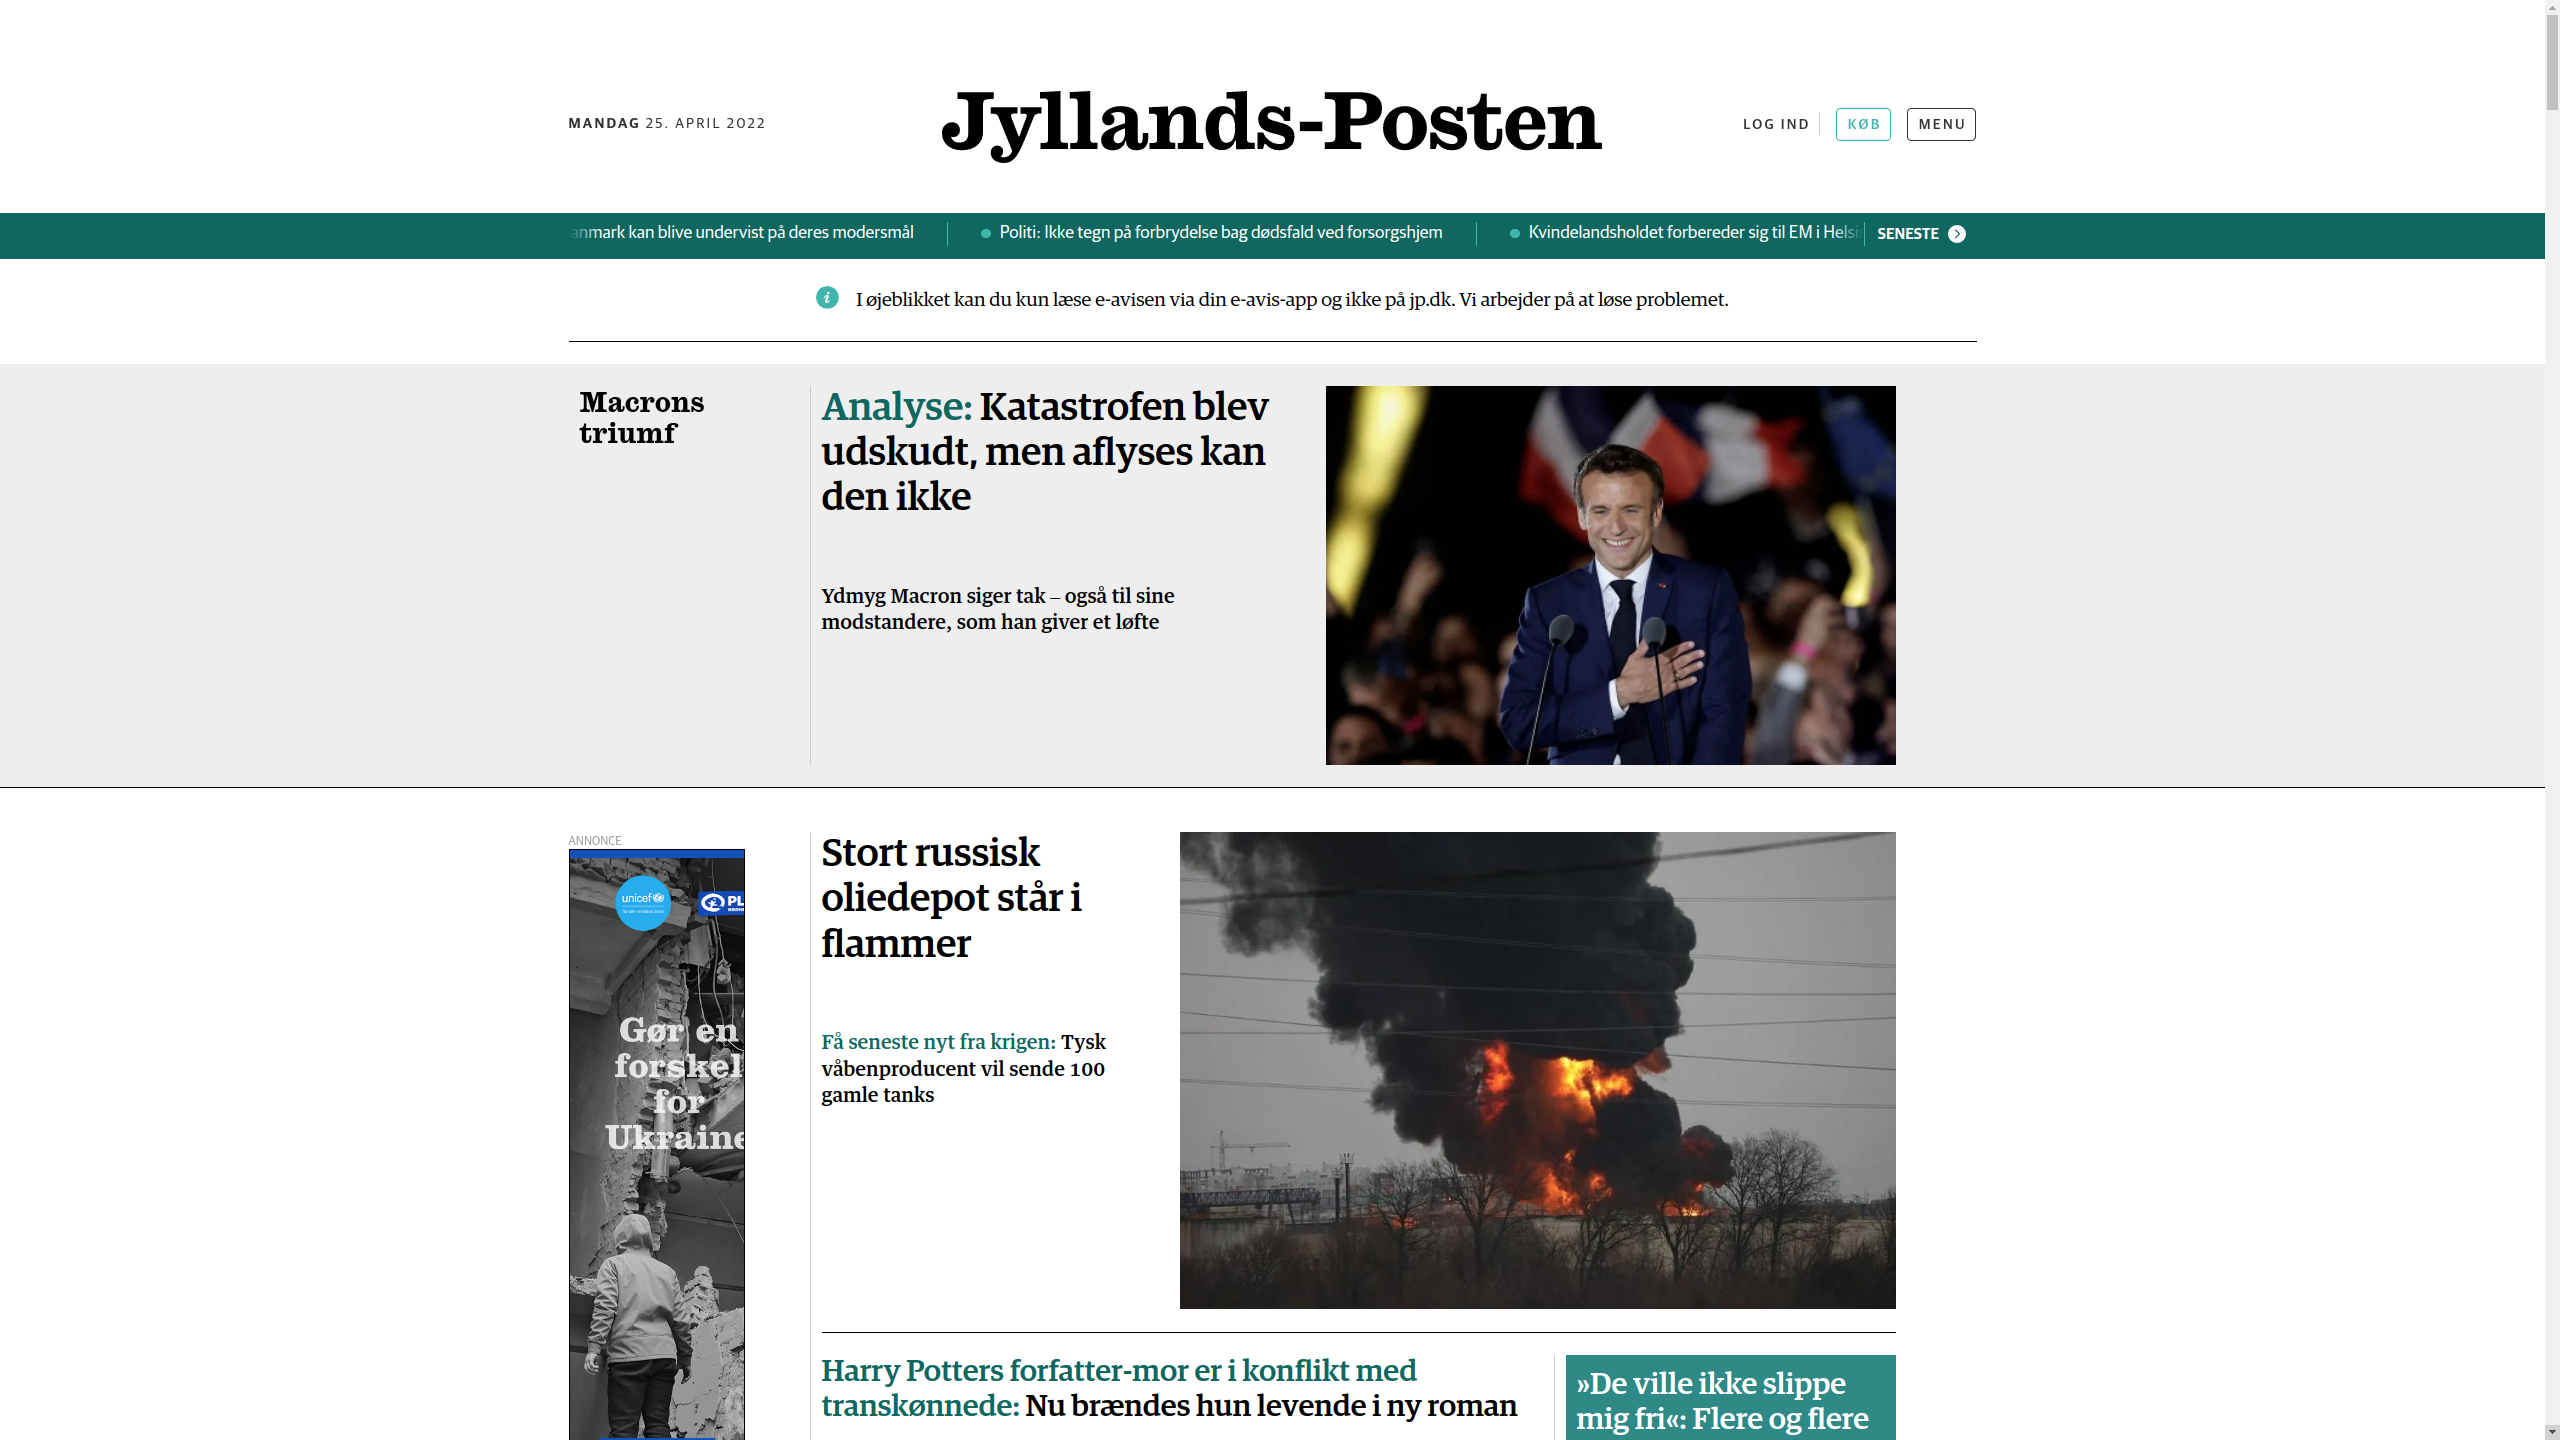 MANDAG 25. APRIL 2022
Jyllands-Posten
LOG IND
KØB
MENU
anmark kan blive undervist på deres modersmål
Politi: Ikke tegn på forbrydelse bag dødsfald ved forsorgshjem
Kvindelandsholdet forbereder sig til EM i Helsi
SENESTE
I øjeblikket kan du kun læse e-avisen via din e-avis-app og ikke på jp.dk. Vi arbejder på at løse problemet.
Macrons
triumf
Analyse: Katastrofen blev
udskudt, men aflyses kan
den ikke
Ydmyg Macron siger tak – også til sine
modstandere, som han giver et løfte
ANNONCE
unicef
PL
Gør en
forskel
for
Ukraine
Stort russisk
oliedepot står i
flammer
Få seneste nyt fra krigen: Tysk
våbenproducent vil sende 100
gamle tanks
Harry Potters forfatter-mor er i konflikt med
transkønnede: Nu brændes hun levende i ny roman
»De ville ikke slippe
mig fri«: Flere og flere